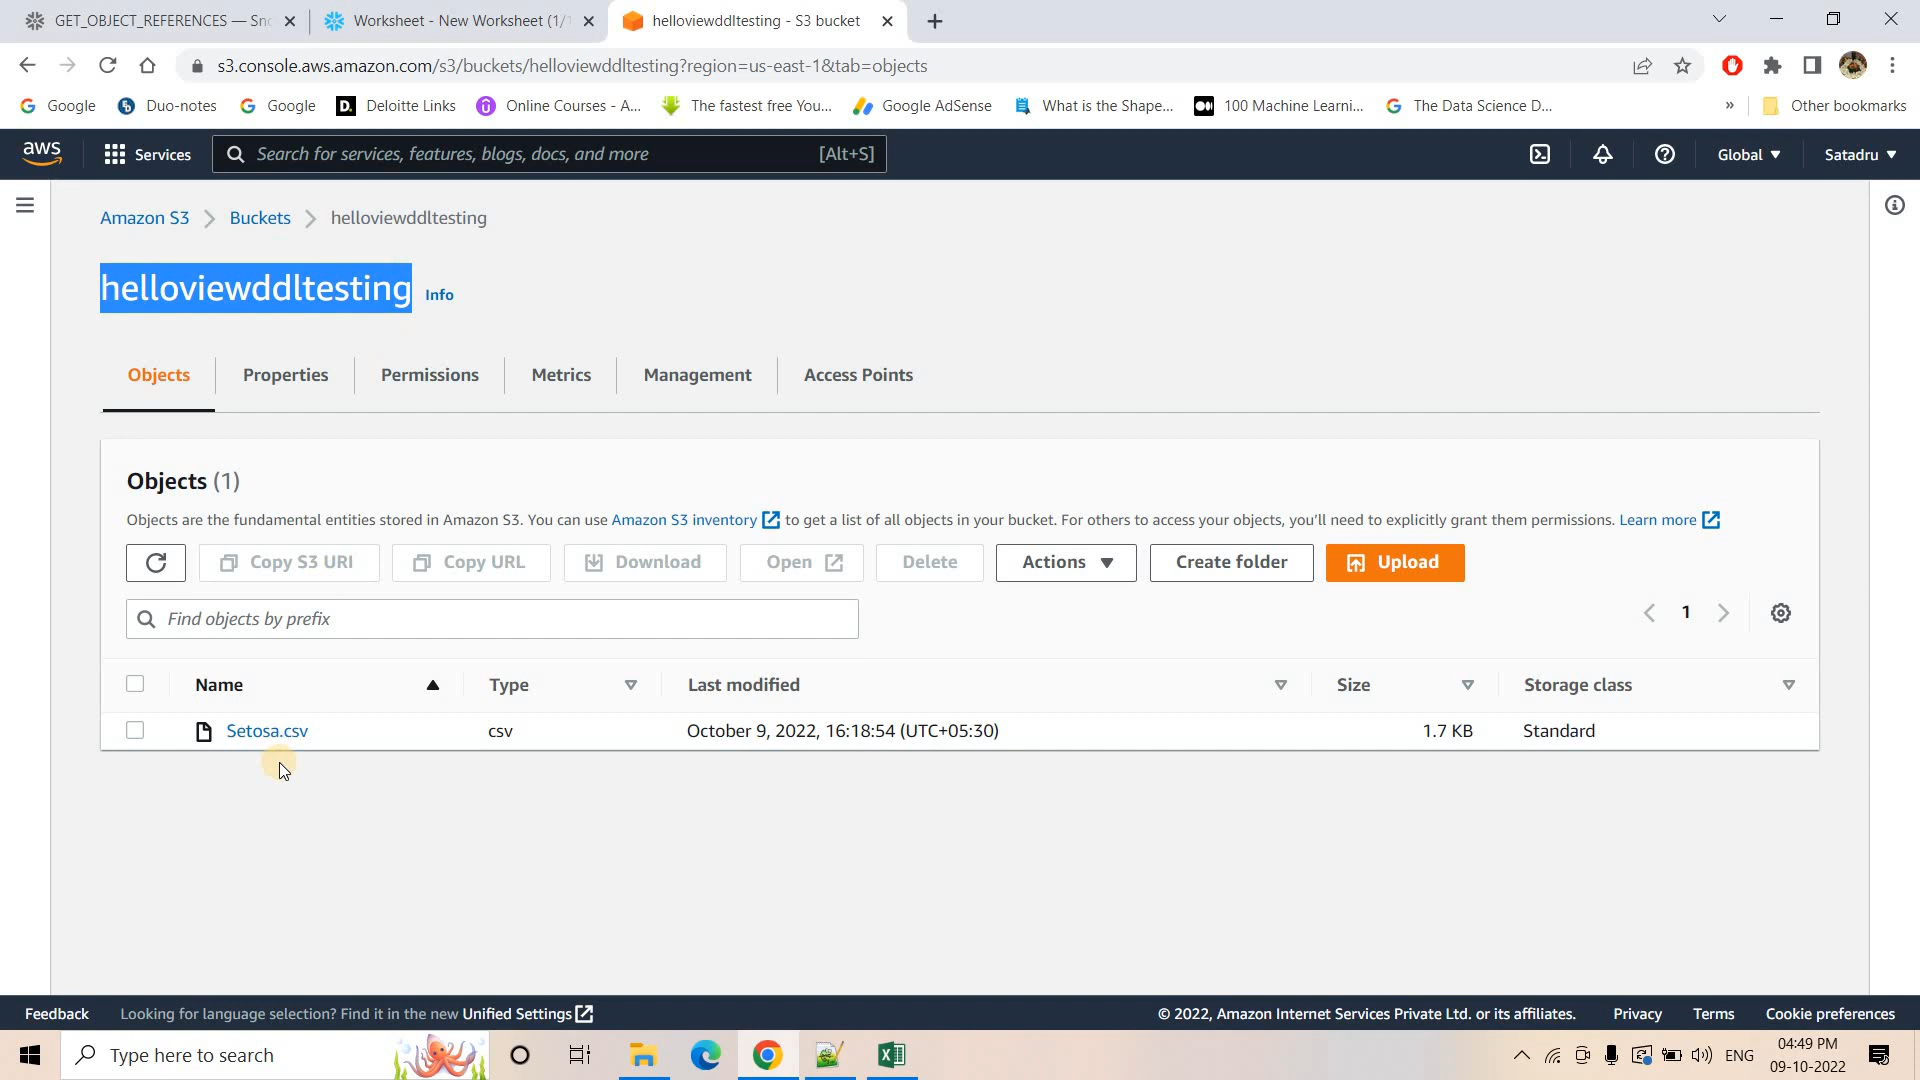 GET_OBJECT_REFERENCES — Sno
Worksheet - New Worksheet (1/1
helloviewddltesting - S3 bucket
s3.console.aws.amazon.com/s3/buckets/helloviewddltesting?region=us-east-1&tab=objects
Google Duo-notes Google D. Deloitte Links Online Courses - A... The fastest free You... Google AdSense What is the Shape... 100 Machine Learni... The Data Science D... » Other bookmarks
aws Services Search for services, features, blogs, docs, and more [Alt+S] Global Satadru
Amazon S3 Buckets helloviewddltesting
helloviewddltesting Info
Objects Properties Permissions Metrics Management Access Points
Objects (1)
Objects are the fundamental entities stored in Amazon S3. You can use Amazon S3 inventory to get a list of all objects in your bucket. For others to access your objects, you'll need to explicitly grant them permissions. Learn more
Copy S3 URI Copy URL Download Open Delete Actions Create folder Upload
Find objects by prefix 1
Name Type Last modified Size Storage class
Setosa.csv csv October 9, 2022, 16:18:54 (UTC+05:30) 1.7 KB Standard
Feedback Looking for language selection? Find it in the new Unified Settings © 2022, Amazon Internet Services Private Ltd. or its affiliates. Privacy Terms Cookie preferences
Type here to search ENG 04:49 PM
09-10-2022